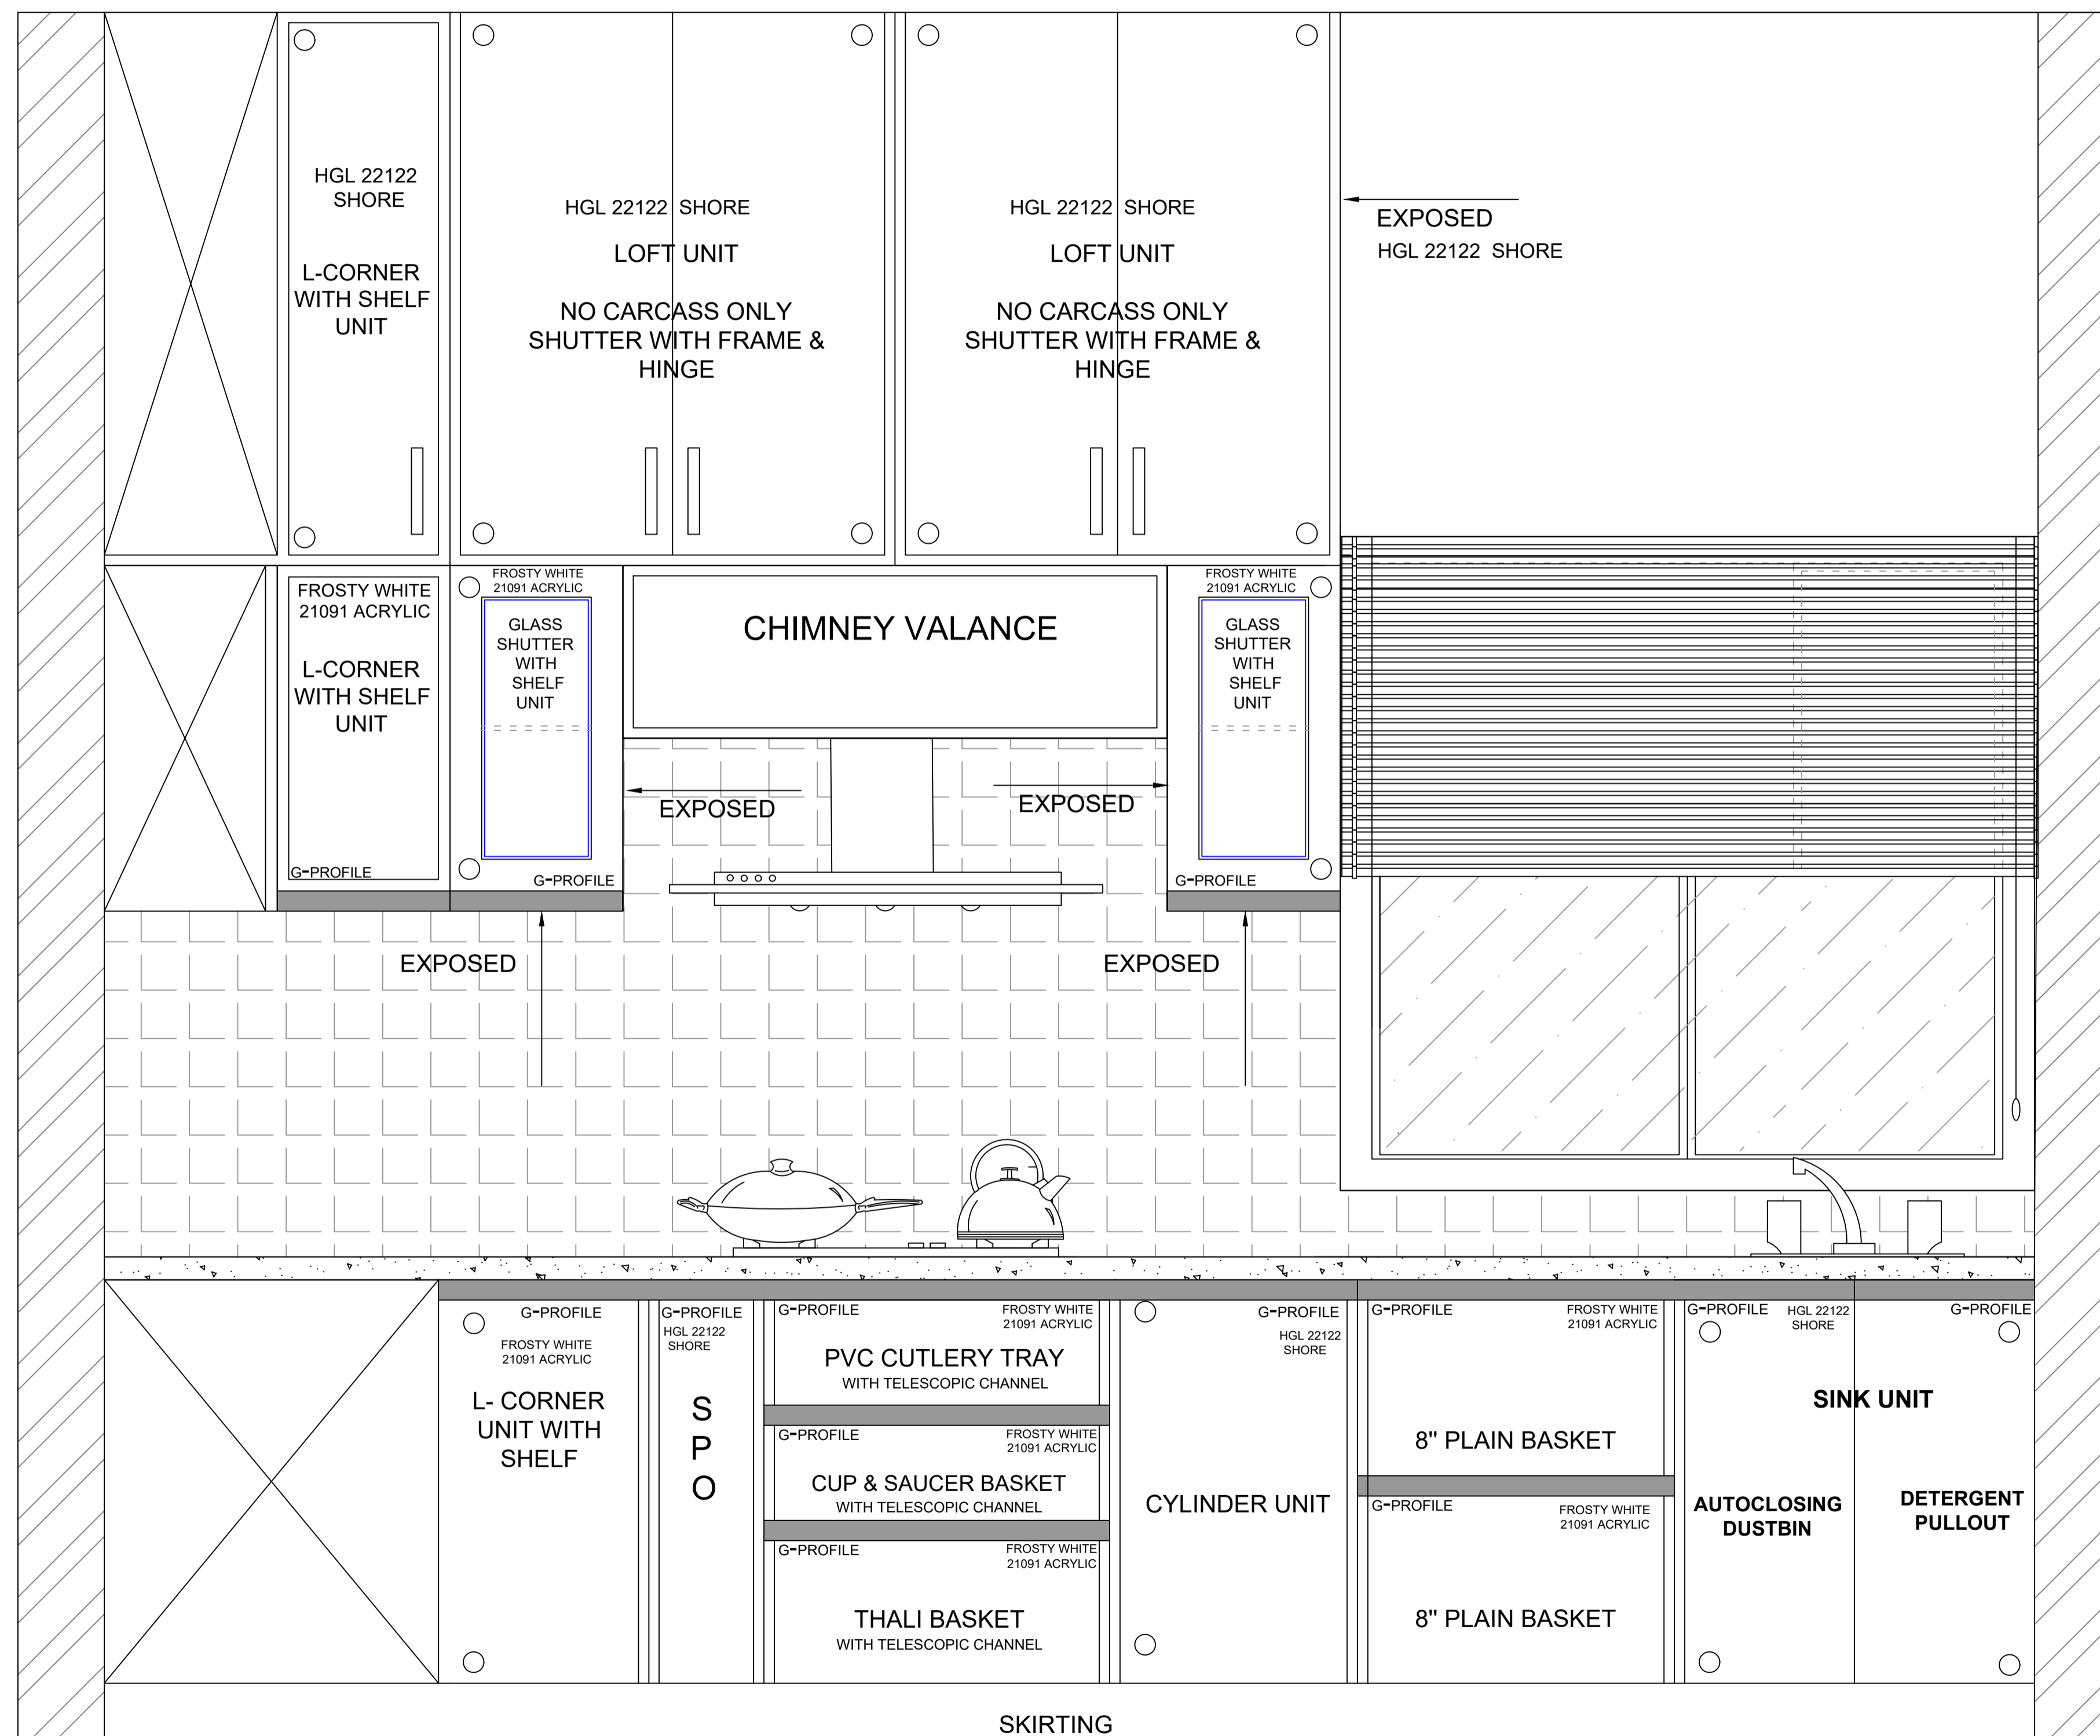 HGL 22122
SHORE
L-CORNER
WITH SHELF
UNIT
HGL 22122 SHORE
LOFT UNIT
NO CARCASS ONLY
SHUTTER WITH FRAME &
HINGE
HGL 22122 SHORE
LOFT UNIT
NO CARCASS ONLY
SHUTTER WITH FRAME &
HINGE
EXPOSED
HGL 22122 SHORE
FROSTY WHITE
21091 ACRYLIC
L-CORNER
WITH SHELF
UNIT
G-PROFILE
FROSTY WHITE
21091 ACRYLIC
GLASS
SHUTTER
WITH
SHELF
UNIT
G-PROFILE
CHIMNEY VALANCE
EXPOSED
EXPOSED
FROSTY WHITE
21091 ACRYLIC
GLASS
SHUTTER
WITH
SHELF
UNIT
G-PROFILE
EXPOSED
EXPOSED
G-PROFILE
FROSTY WHITE
21091 ACRYLIC
L- CORNER
UNIT WITH
SHELF
G-PROFILE
HGL 22122
SHORE
S
P
O
G-PROFILE
FROSTY WHITE
21091 ACRYLIC
PVC CUTLERY TRAY
WITH TELESCOPIC CHANNEL
G-PROFILE
FROSTY WHITE
21091 ACRYLIC
CUP & SAUCER BASKET
WITH TELESCOPIC CHANNEL
G-PROFILE
FROSTY WHITE
21091 ACRYLIC
THALI BASKET
WITH TELESCOPIC CHANNEL
G-PROFILE
HGL 22122
SHORE
CYLINDER UNIT
G-PROFILE
FROSTY WHITE
21091 ACRYLIC
8" PLAIN BASKET
G-PROFILE
FROSTY WHITE
21091 ACRYLIC
8" PLAIN BASKET
G-PROFILE
HGL 22122
SHORE
G-PROFILE
SINK UNIT
AUTOCLOSING
DUSTBIN
DETERGENT
PULLOUT
SKIRTING